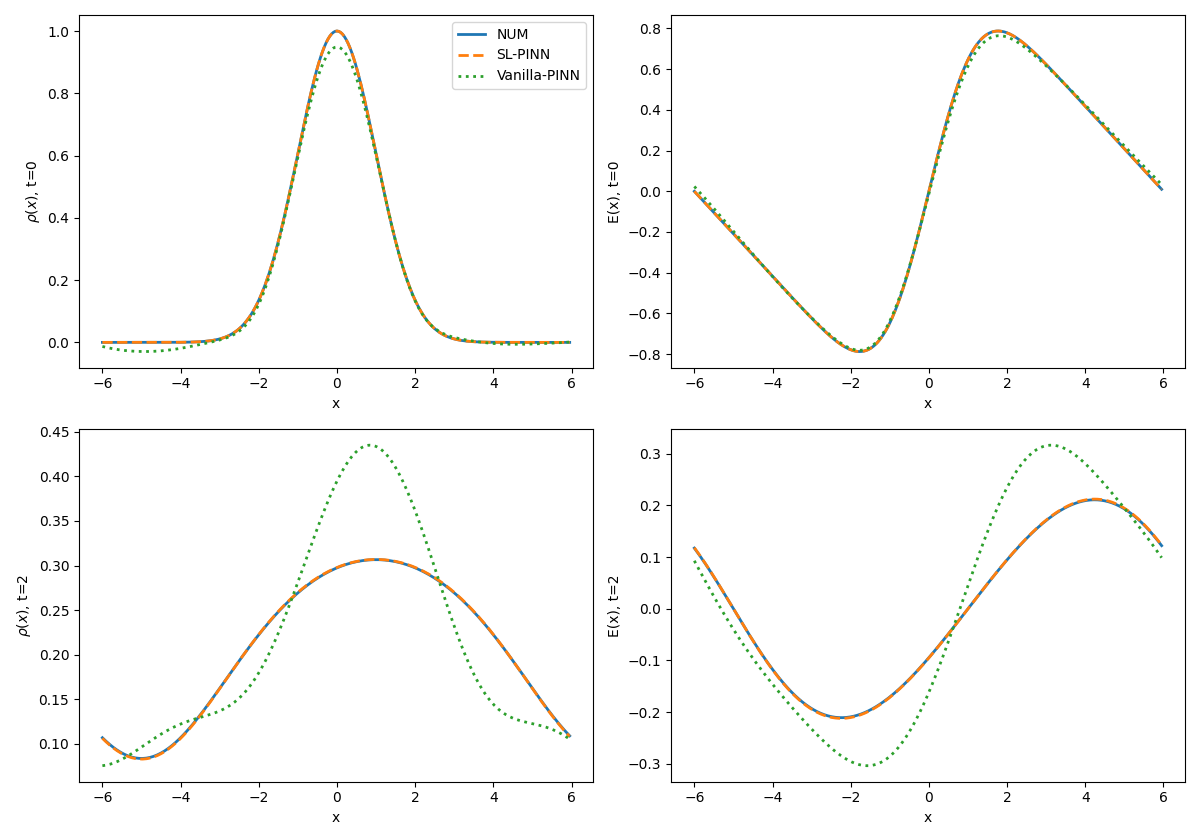 1.0
0.8
0.6
0.4
0.2
0.0
ρ(x), t=0
−6 −4 −2 0 2 4 6
x
NUM
SL-PINN
Vanilla-PINN
0.8
0.6
0.4
0.2
0.0
−0.2
−0.4
−0.6
−0.8
E(x), t=0
−6 −4 −2 0 2 4 6
x
0.45
0.40
0.35
0.30
0.25
0.20
0.15
0.10
ρ(x), t=2
−6 −4 −2 0 2 4 6
x
0.3
0.2
0.1
0.0
−0.1
−0.2
−0.3
E(x), t=2
−6 −4 −2 0 2 4 6
x